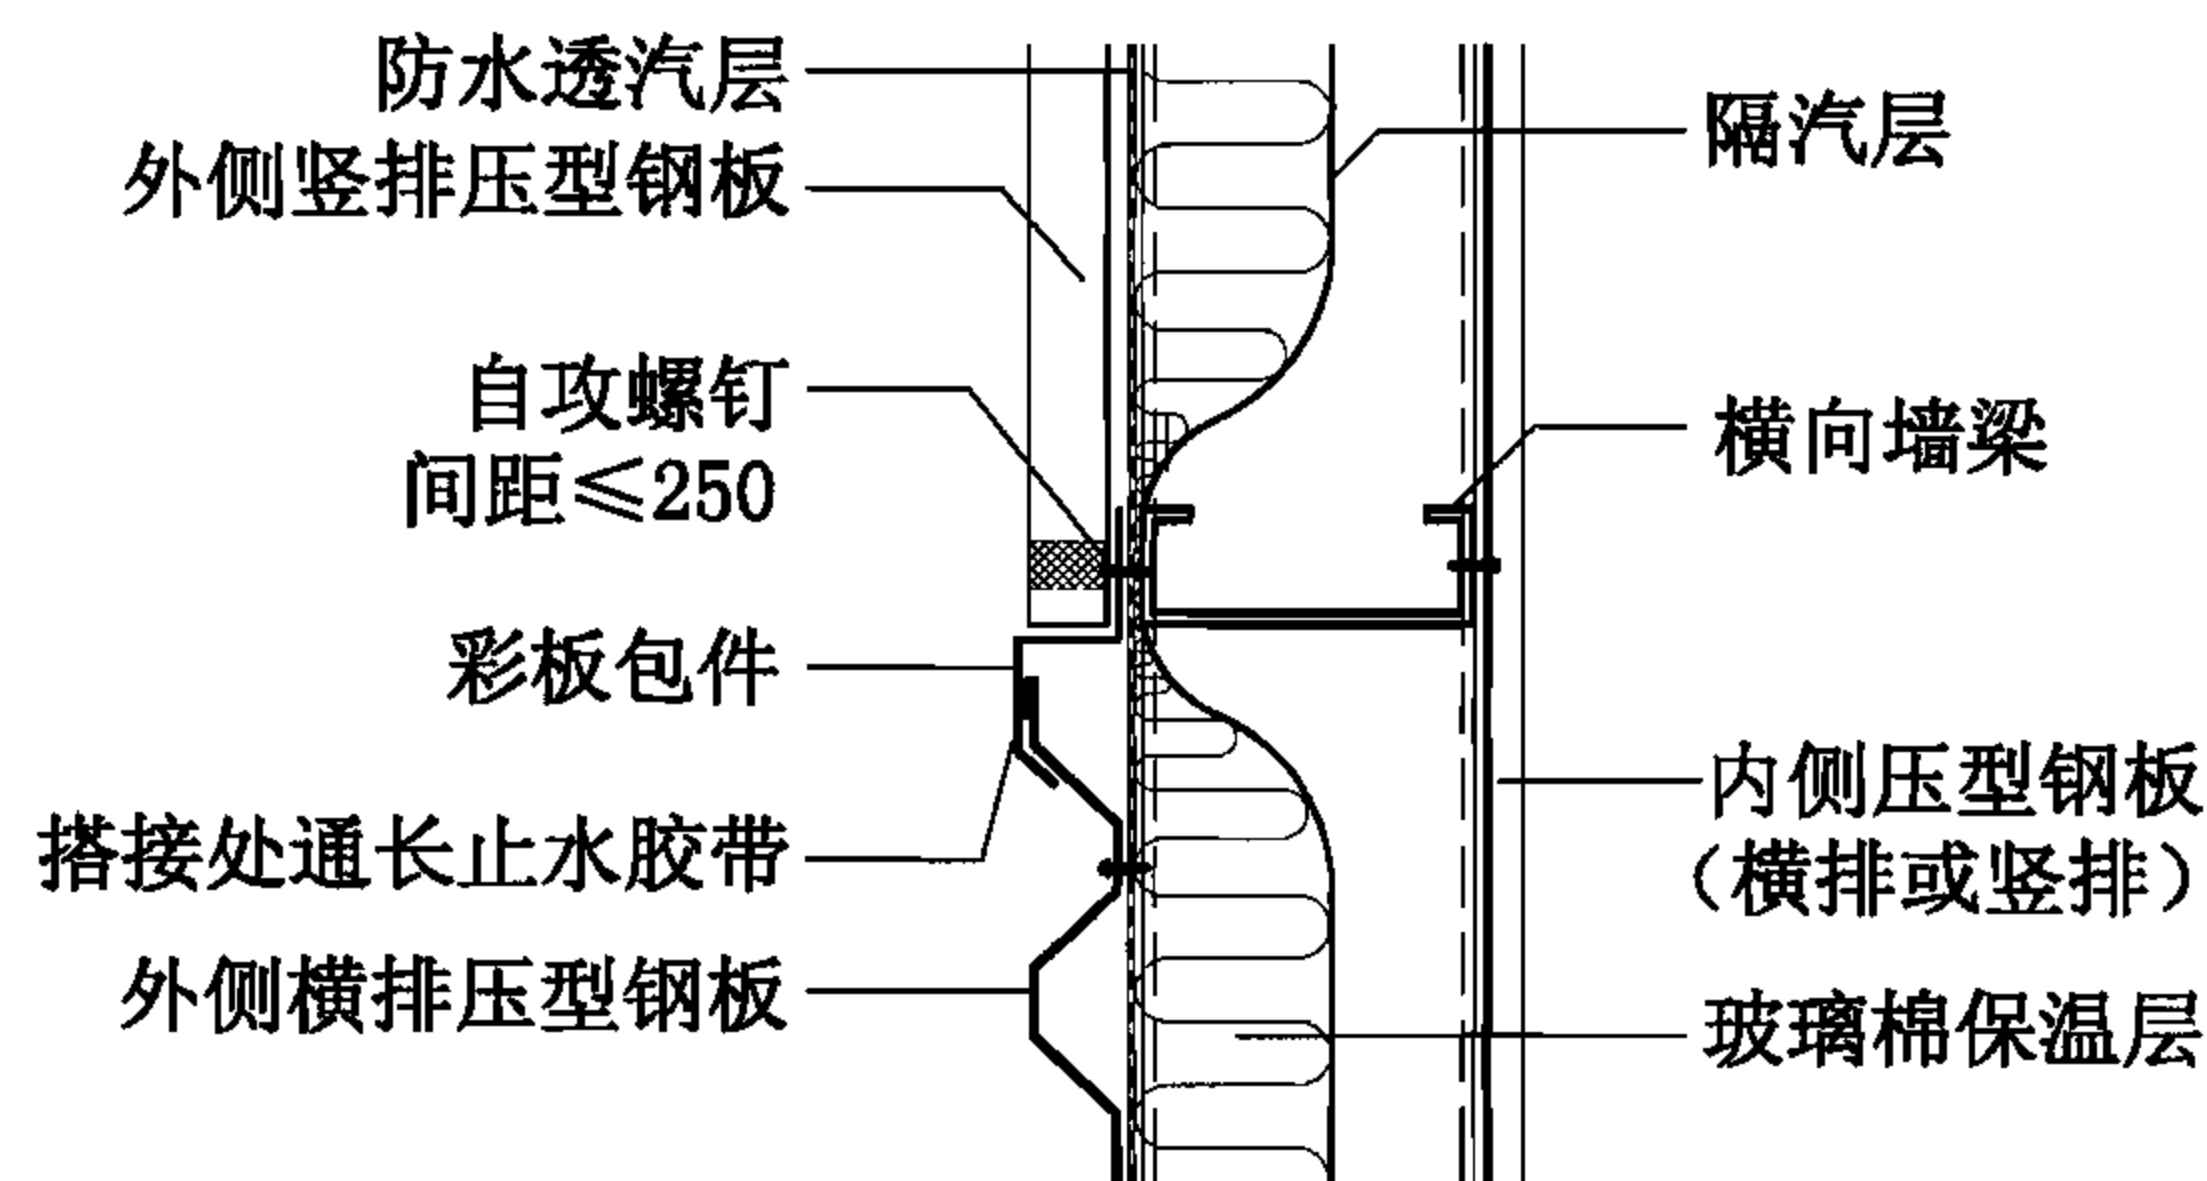 防水透汽层
外侧竖排压型钢板
自攻螺钉
间距≤250
彩板包件
搭接处通长止水胶带
外侧横排压型钢板
隔汽层
横向墙梁
内侧压型钢板
（横排或竖排）
玻璃棉保温层